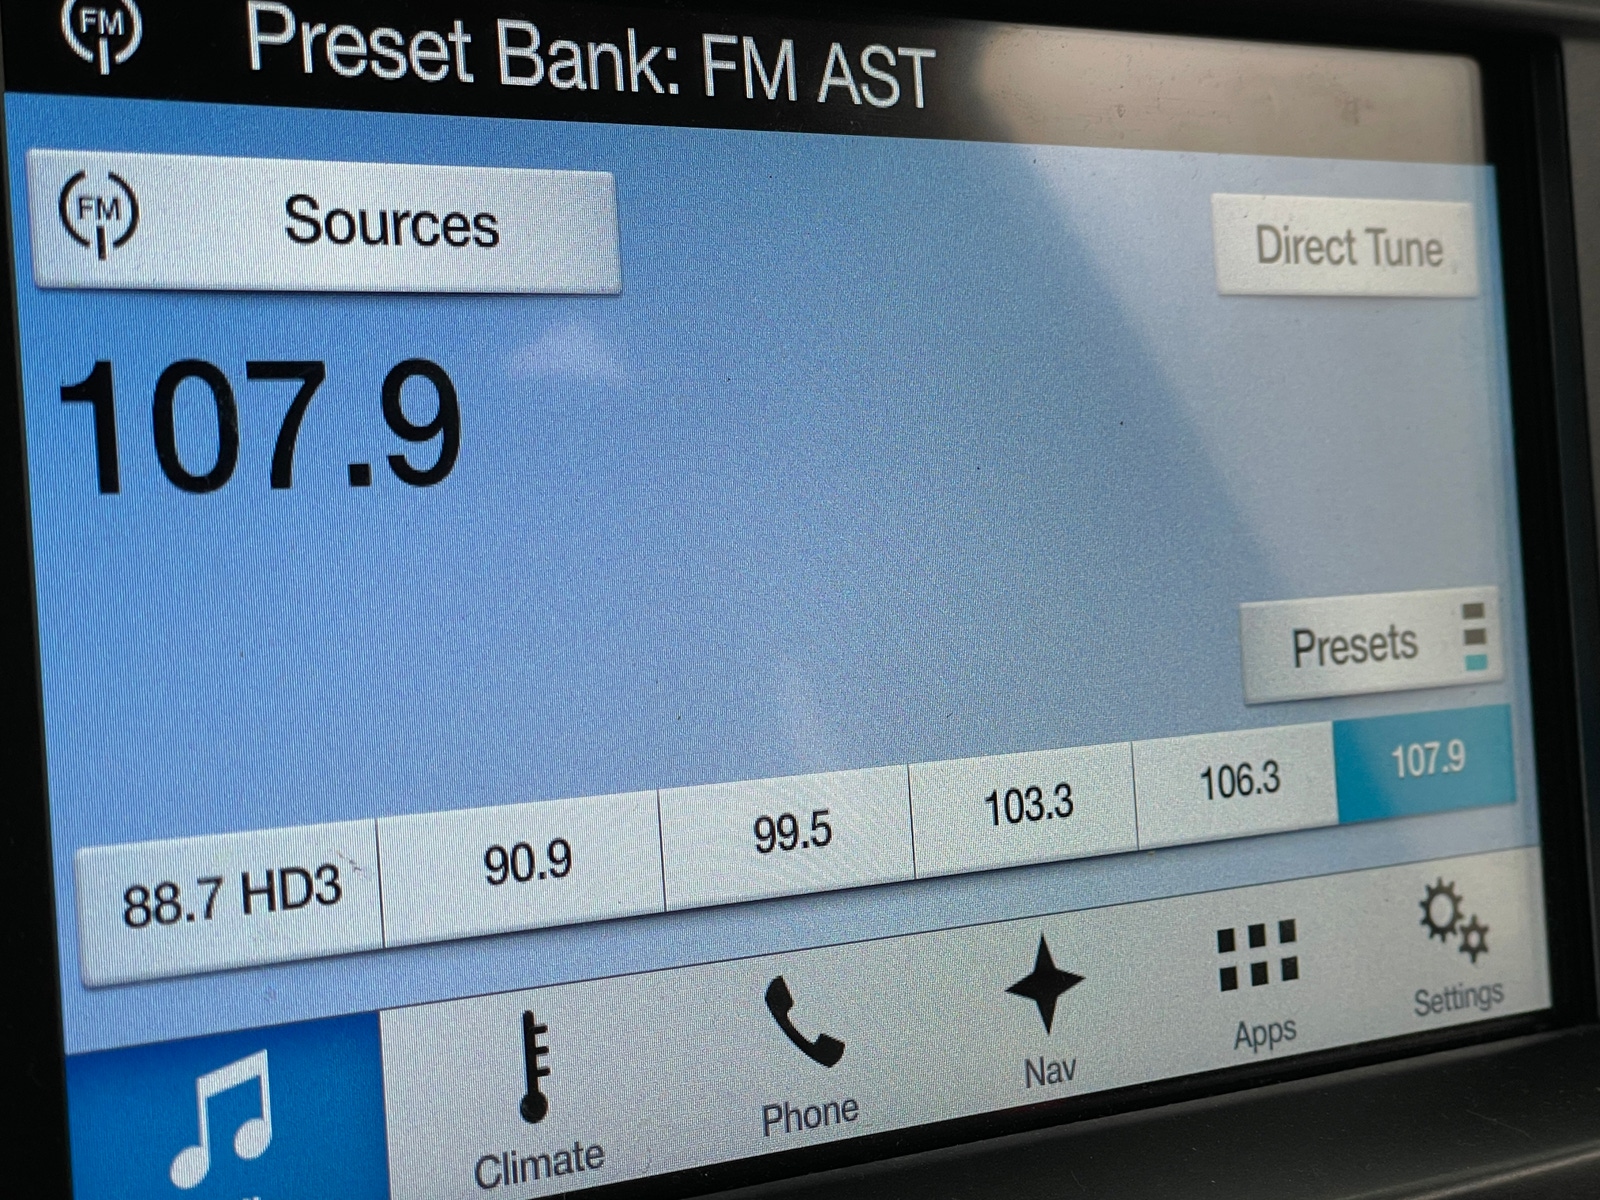 FM Preset Bank: FM AST
FM Sources
Direct Tune
107.9
Presets
88.7 HD3 90.9 99.5 103.3 106.3 107.9
Climate Phone Nav Apps Settings